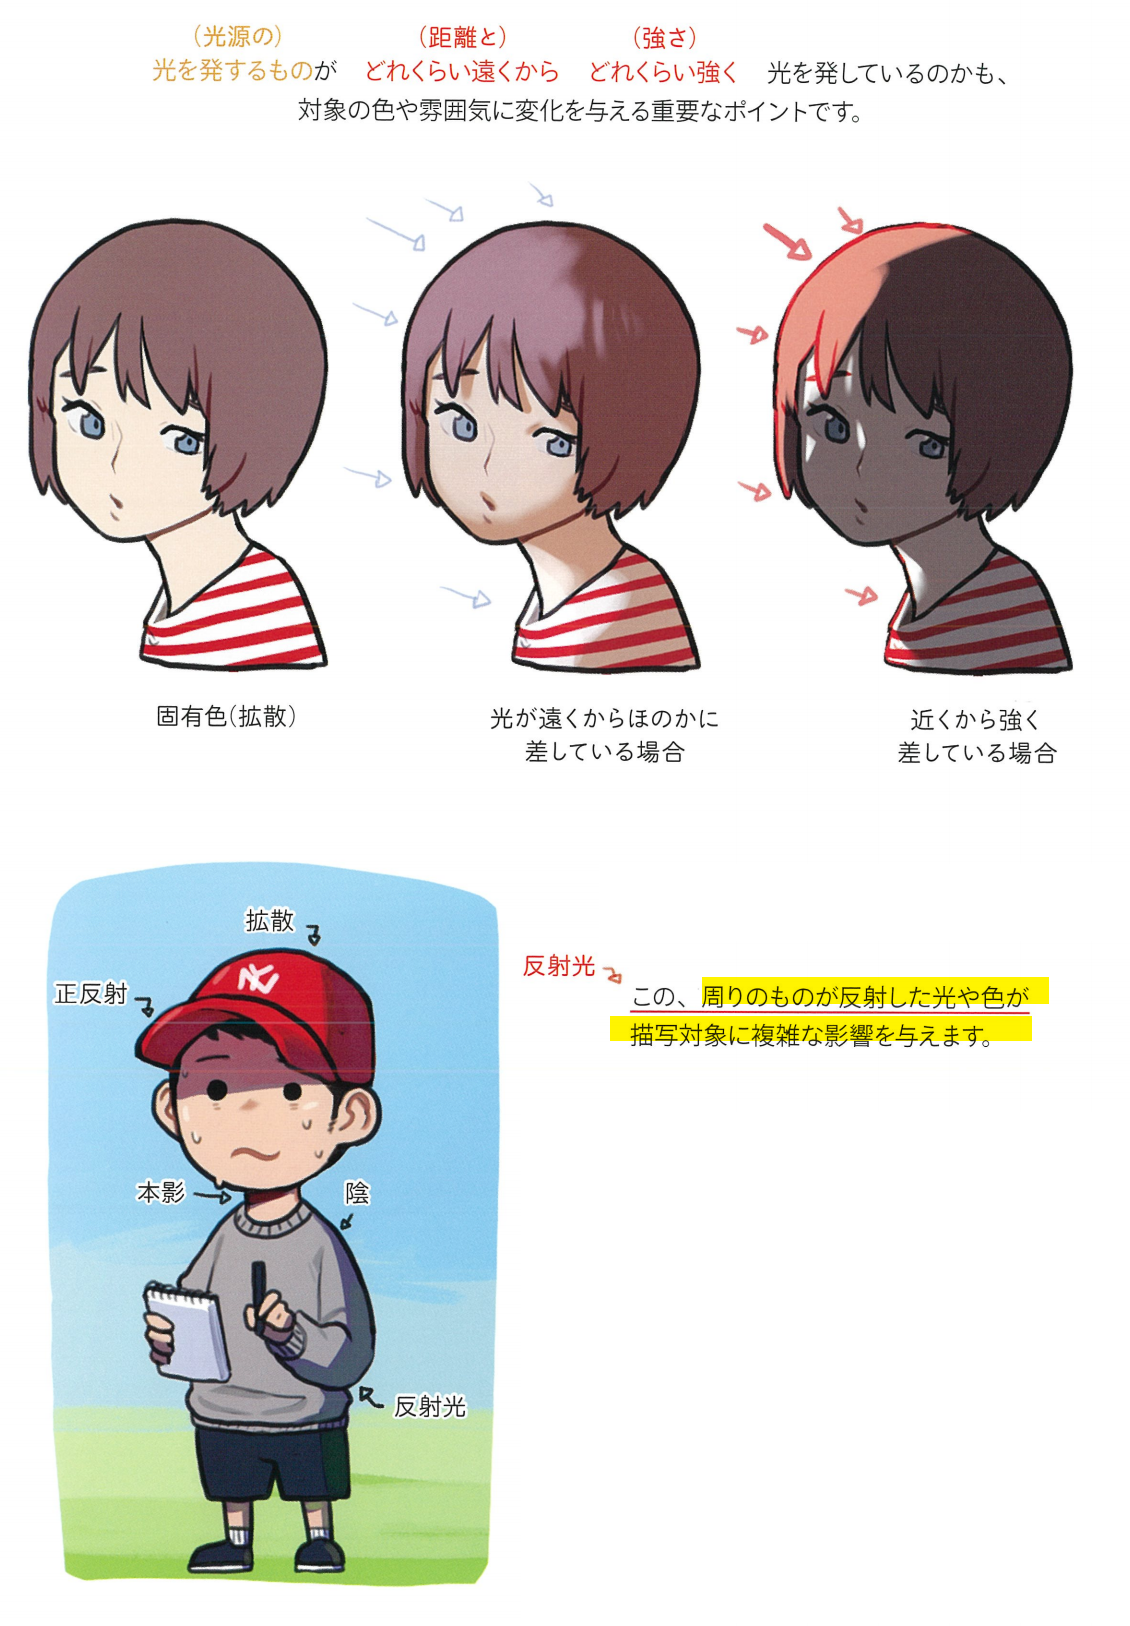 （光源の）　（距離と）　（強さ）
光を発するものが　どれくらい遠くから　どれくらい強く　光を発しているのかも、
対象の色や雰囲気に変化を与える重要なポイントです。
固有色（拡散）
光が遠くからほのかに
差している場合
近くから強く
差している場合
拡散
正反射
反射光
この、周りのものが反射した光や色が
描写対象に複雑な影響を与えます。
本影
陰
反射光